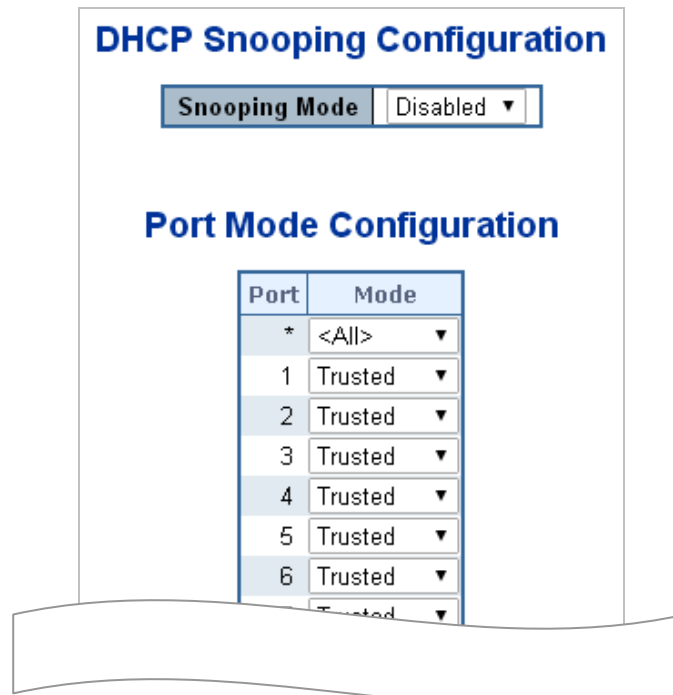 DHCP Snooping Configuration
Snooping Mode Disabled
Port Mode Configuration
Port Mode
* <All>
1 Trusted
2 Trusted
3 Trusted
4 Trusted
5 Trusted
6 Trusted
Trusted